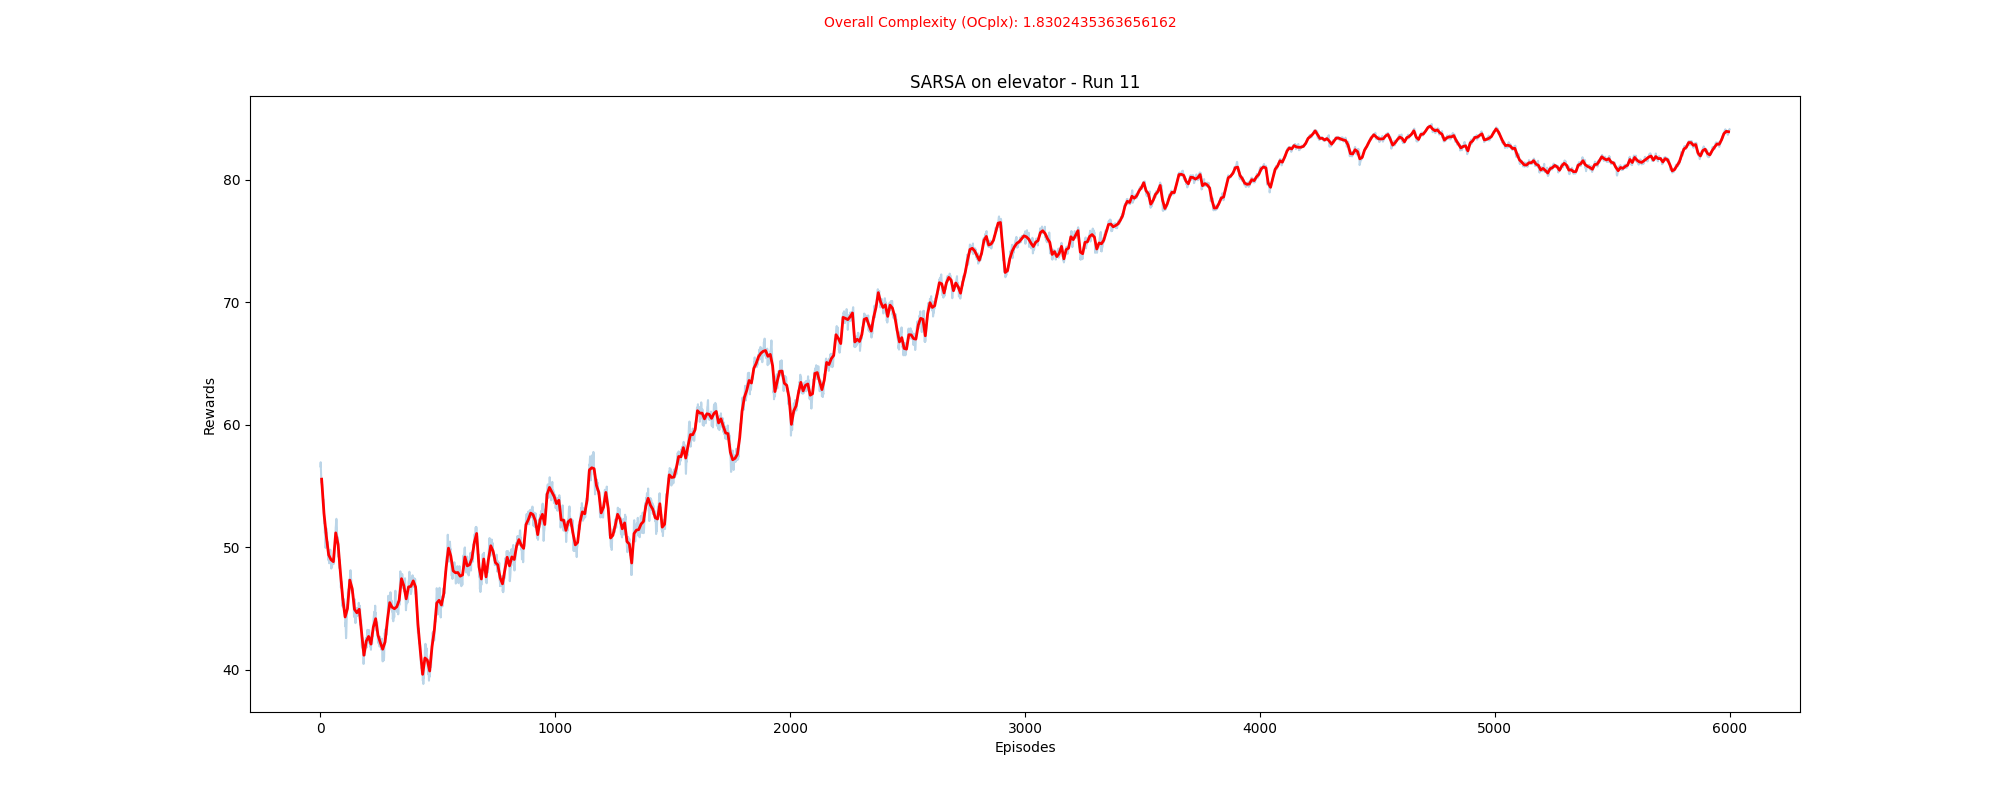 Overall Complexity (OCplx): 1.8302435363656162
SARSA on elevator - Run 11
80
70
60
50
40
Rewards
0 1000 2000 3000 4000 5000 6000
Episodes